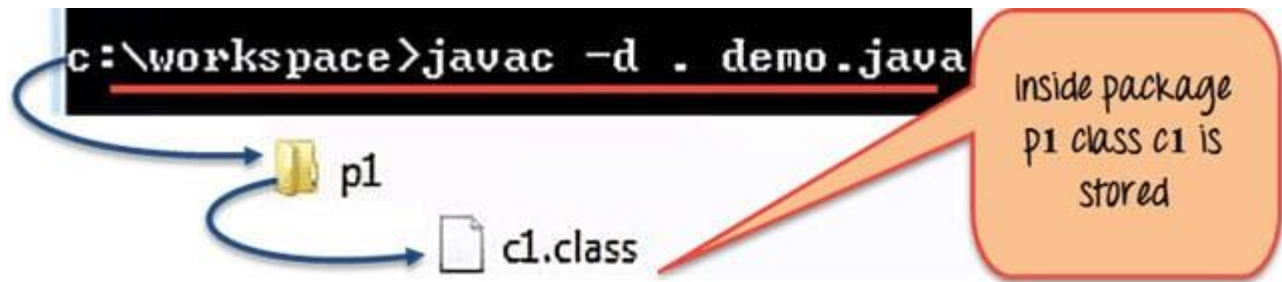 c:\workspace>javac -d . demo.java
Inside package
p1 class c1 is
stored
p1
c1.class